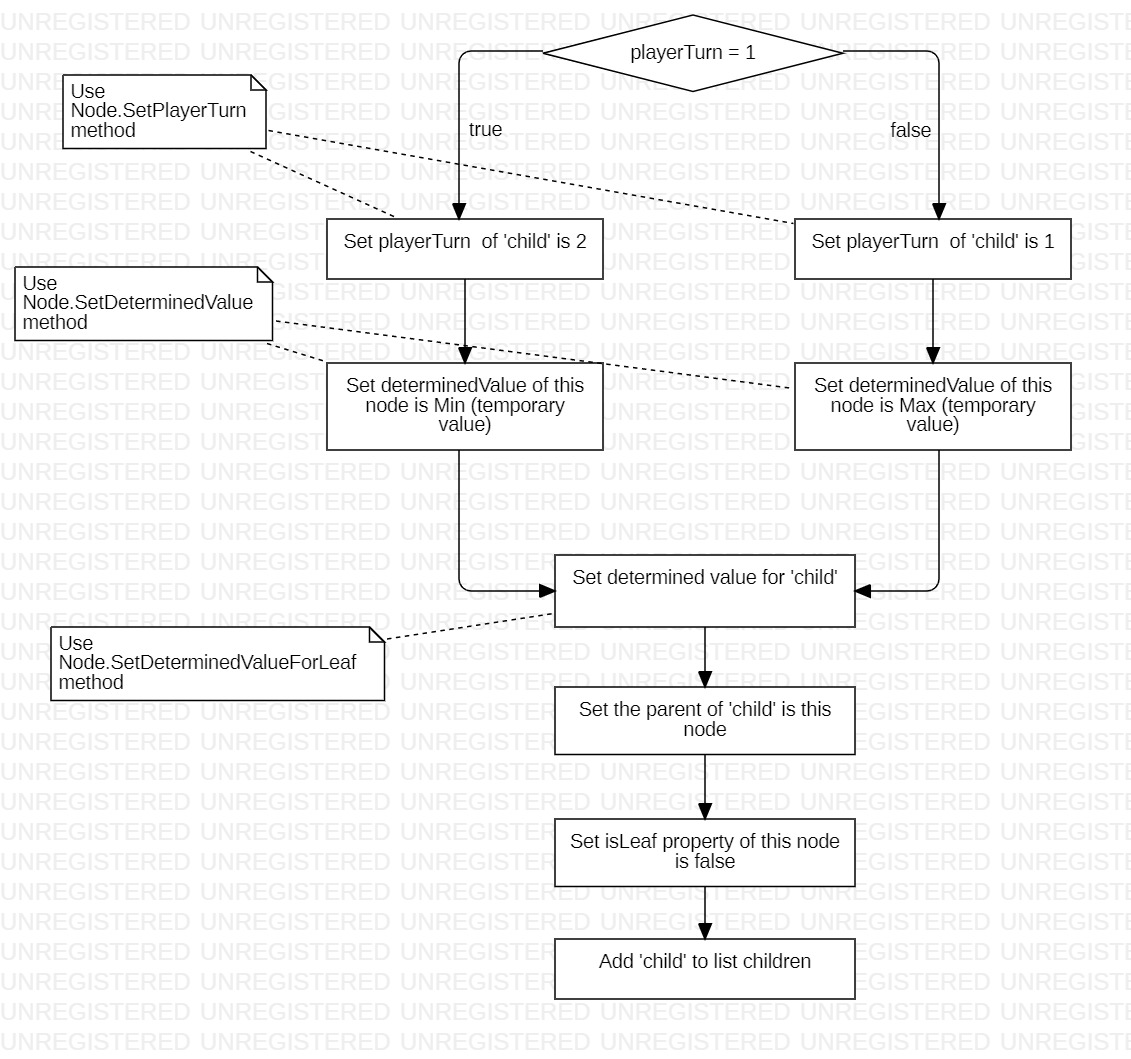 playerTurn = 1
true
false
Use
Node.SetPlayerTurn
method
Set playerTurn  of 'child' is 2
Set playerTurn  of 'child' is 1
Use
Node.SetDeterminedValue
method
Set determinedValue of this
node is Min (temporary
value)
Set determinedValue of this
node is Max (temporary
value)
Set determined value for 'child'
Use
Node.SetDeterminedValueForLeaf
method
Set the parent of 'child' is this
node
Set isLeaf property of this node
is false
Add 'child' to list children
UNREGISTERED